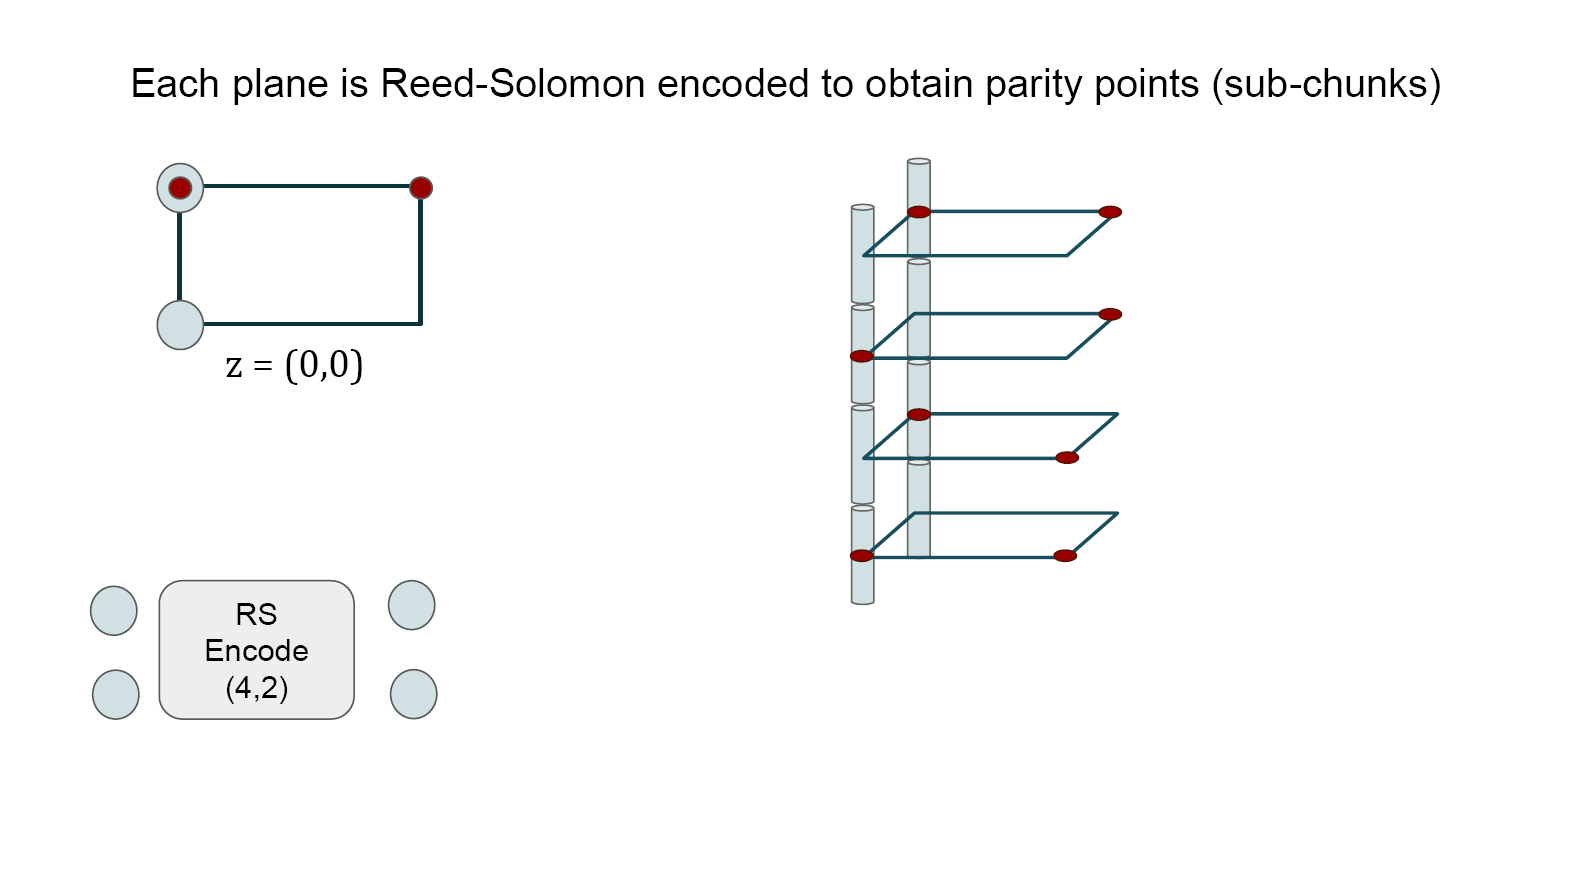 Each plane is Reed-Solomon encoded to obtain parity points (sub-chunks)
z = (0,0)
RS
Encode
(4,2)